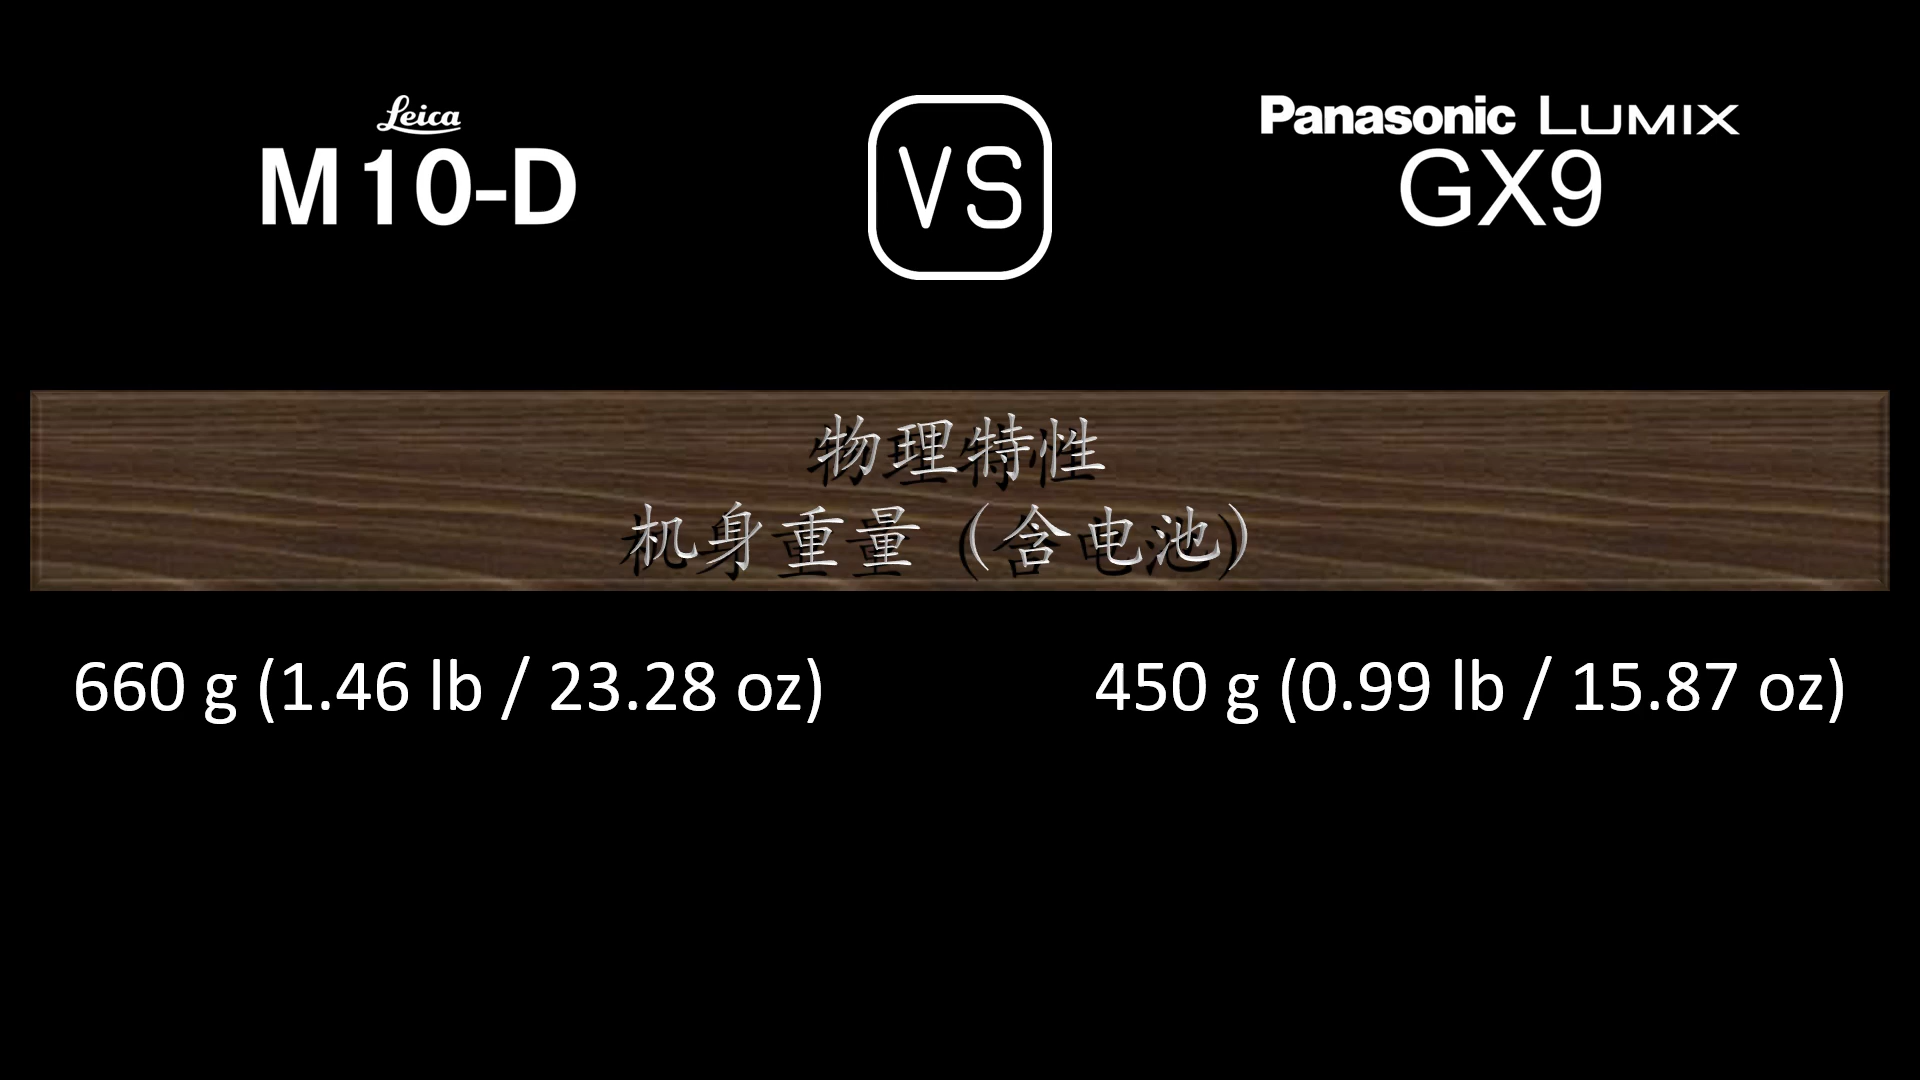 Leica
M10-D
VS
Panasonic LUMIX
GX9
物理特性
机身重量（含电池）
660 g (1.46 lb / 23.28 oz)
450 g (0.99 lb / 15.87 oz)